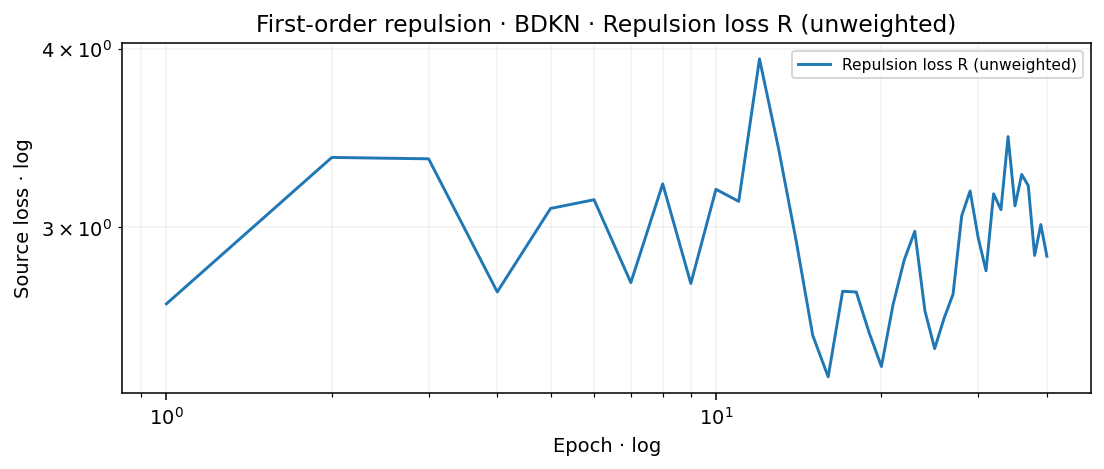 First-order repulsion · BDKN · Repulsion loss R (unweighted)
4 × 10⁰
Repulsion loss R (unweighted)
Source loss · log
3 × 10⁰
10⁰
10¹
Epoch · log